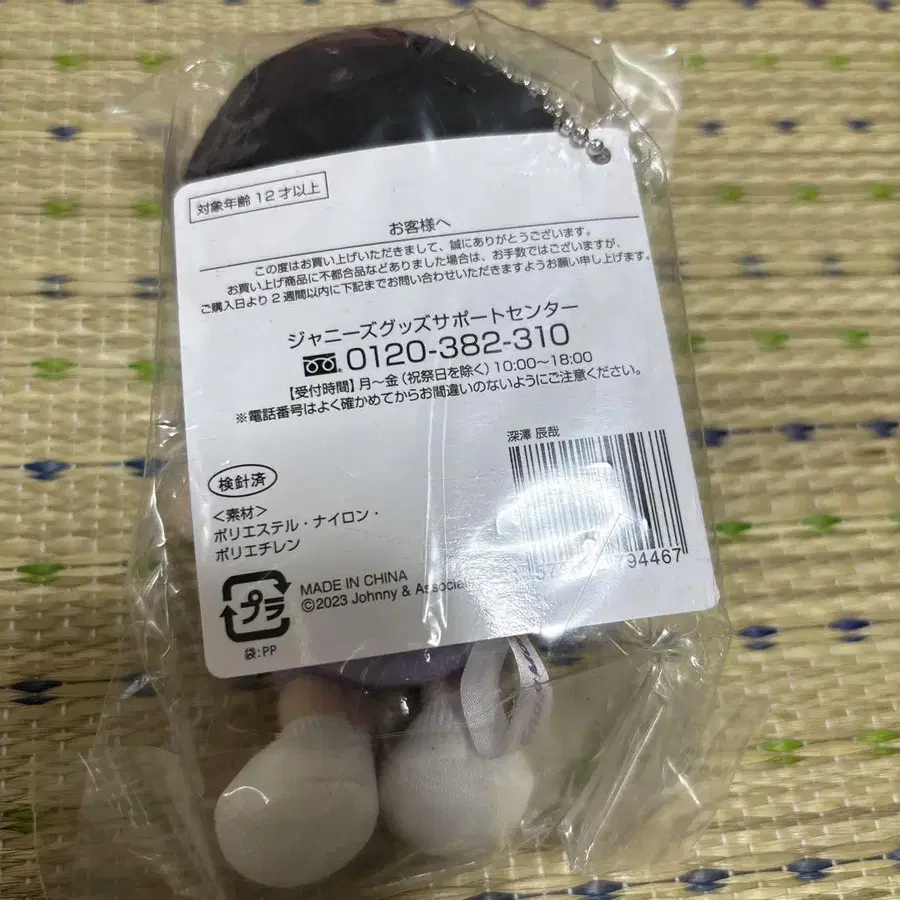 対象年齢 12 才以上
お客様へ
この度はお買い上げいただきまして、誠にありがとうございます。
お買い上げ商品に不都合品などありました場合は、お手数ではございますが、
ご購入日より 2 週間以内に下記までお問い合わせいただきますようお願い申し上げます。
ジャニーズグッズサポートセンター
0120-382-310
【受付時間】月〜金(祝祭日を除く)10:00〜18:00
※電話番号はよく確かめてからお間違いのないようにご注意ください。
深澤 辰哉
検針済
<素材>
ポリエステル・ナイロン・
ポリエチレン
794467
プラ
袋:PP
MADE IN CHINA
©2023 Johnny &